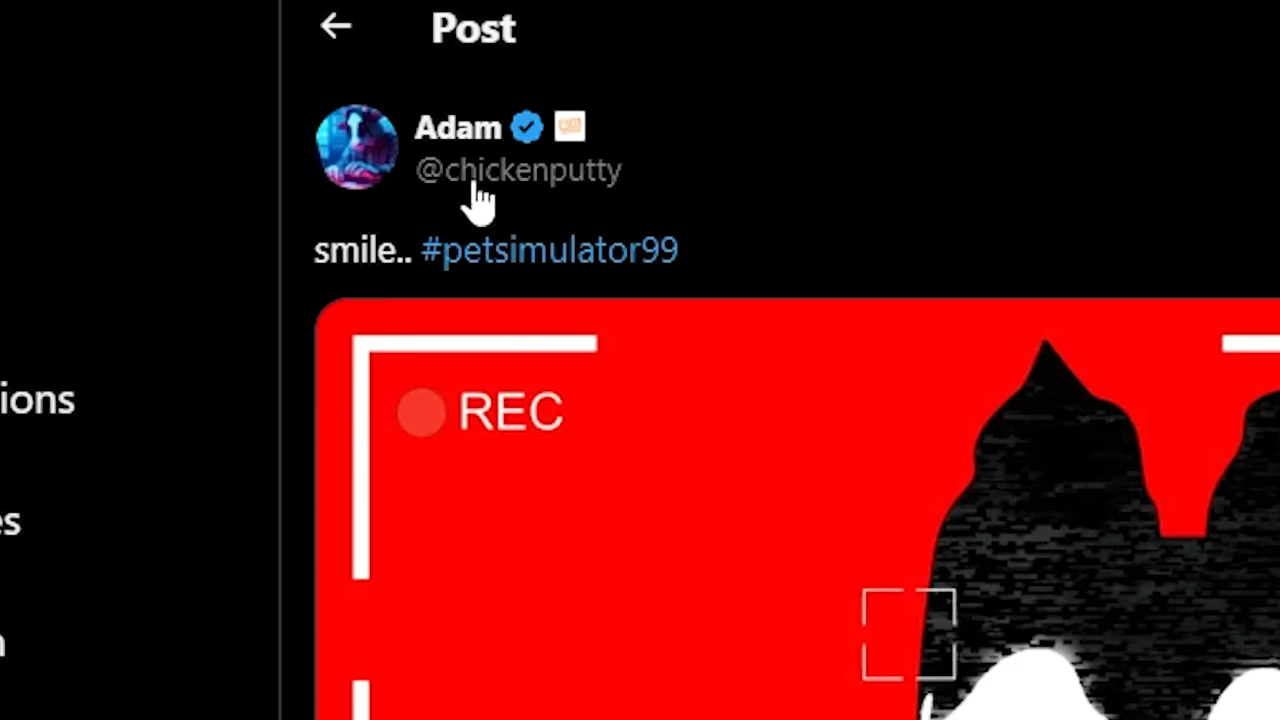 Post
Adam
@chickenputty
smile.. #petsimulator99
REC
ions
es